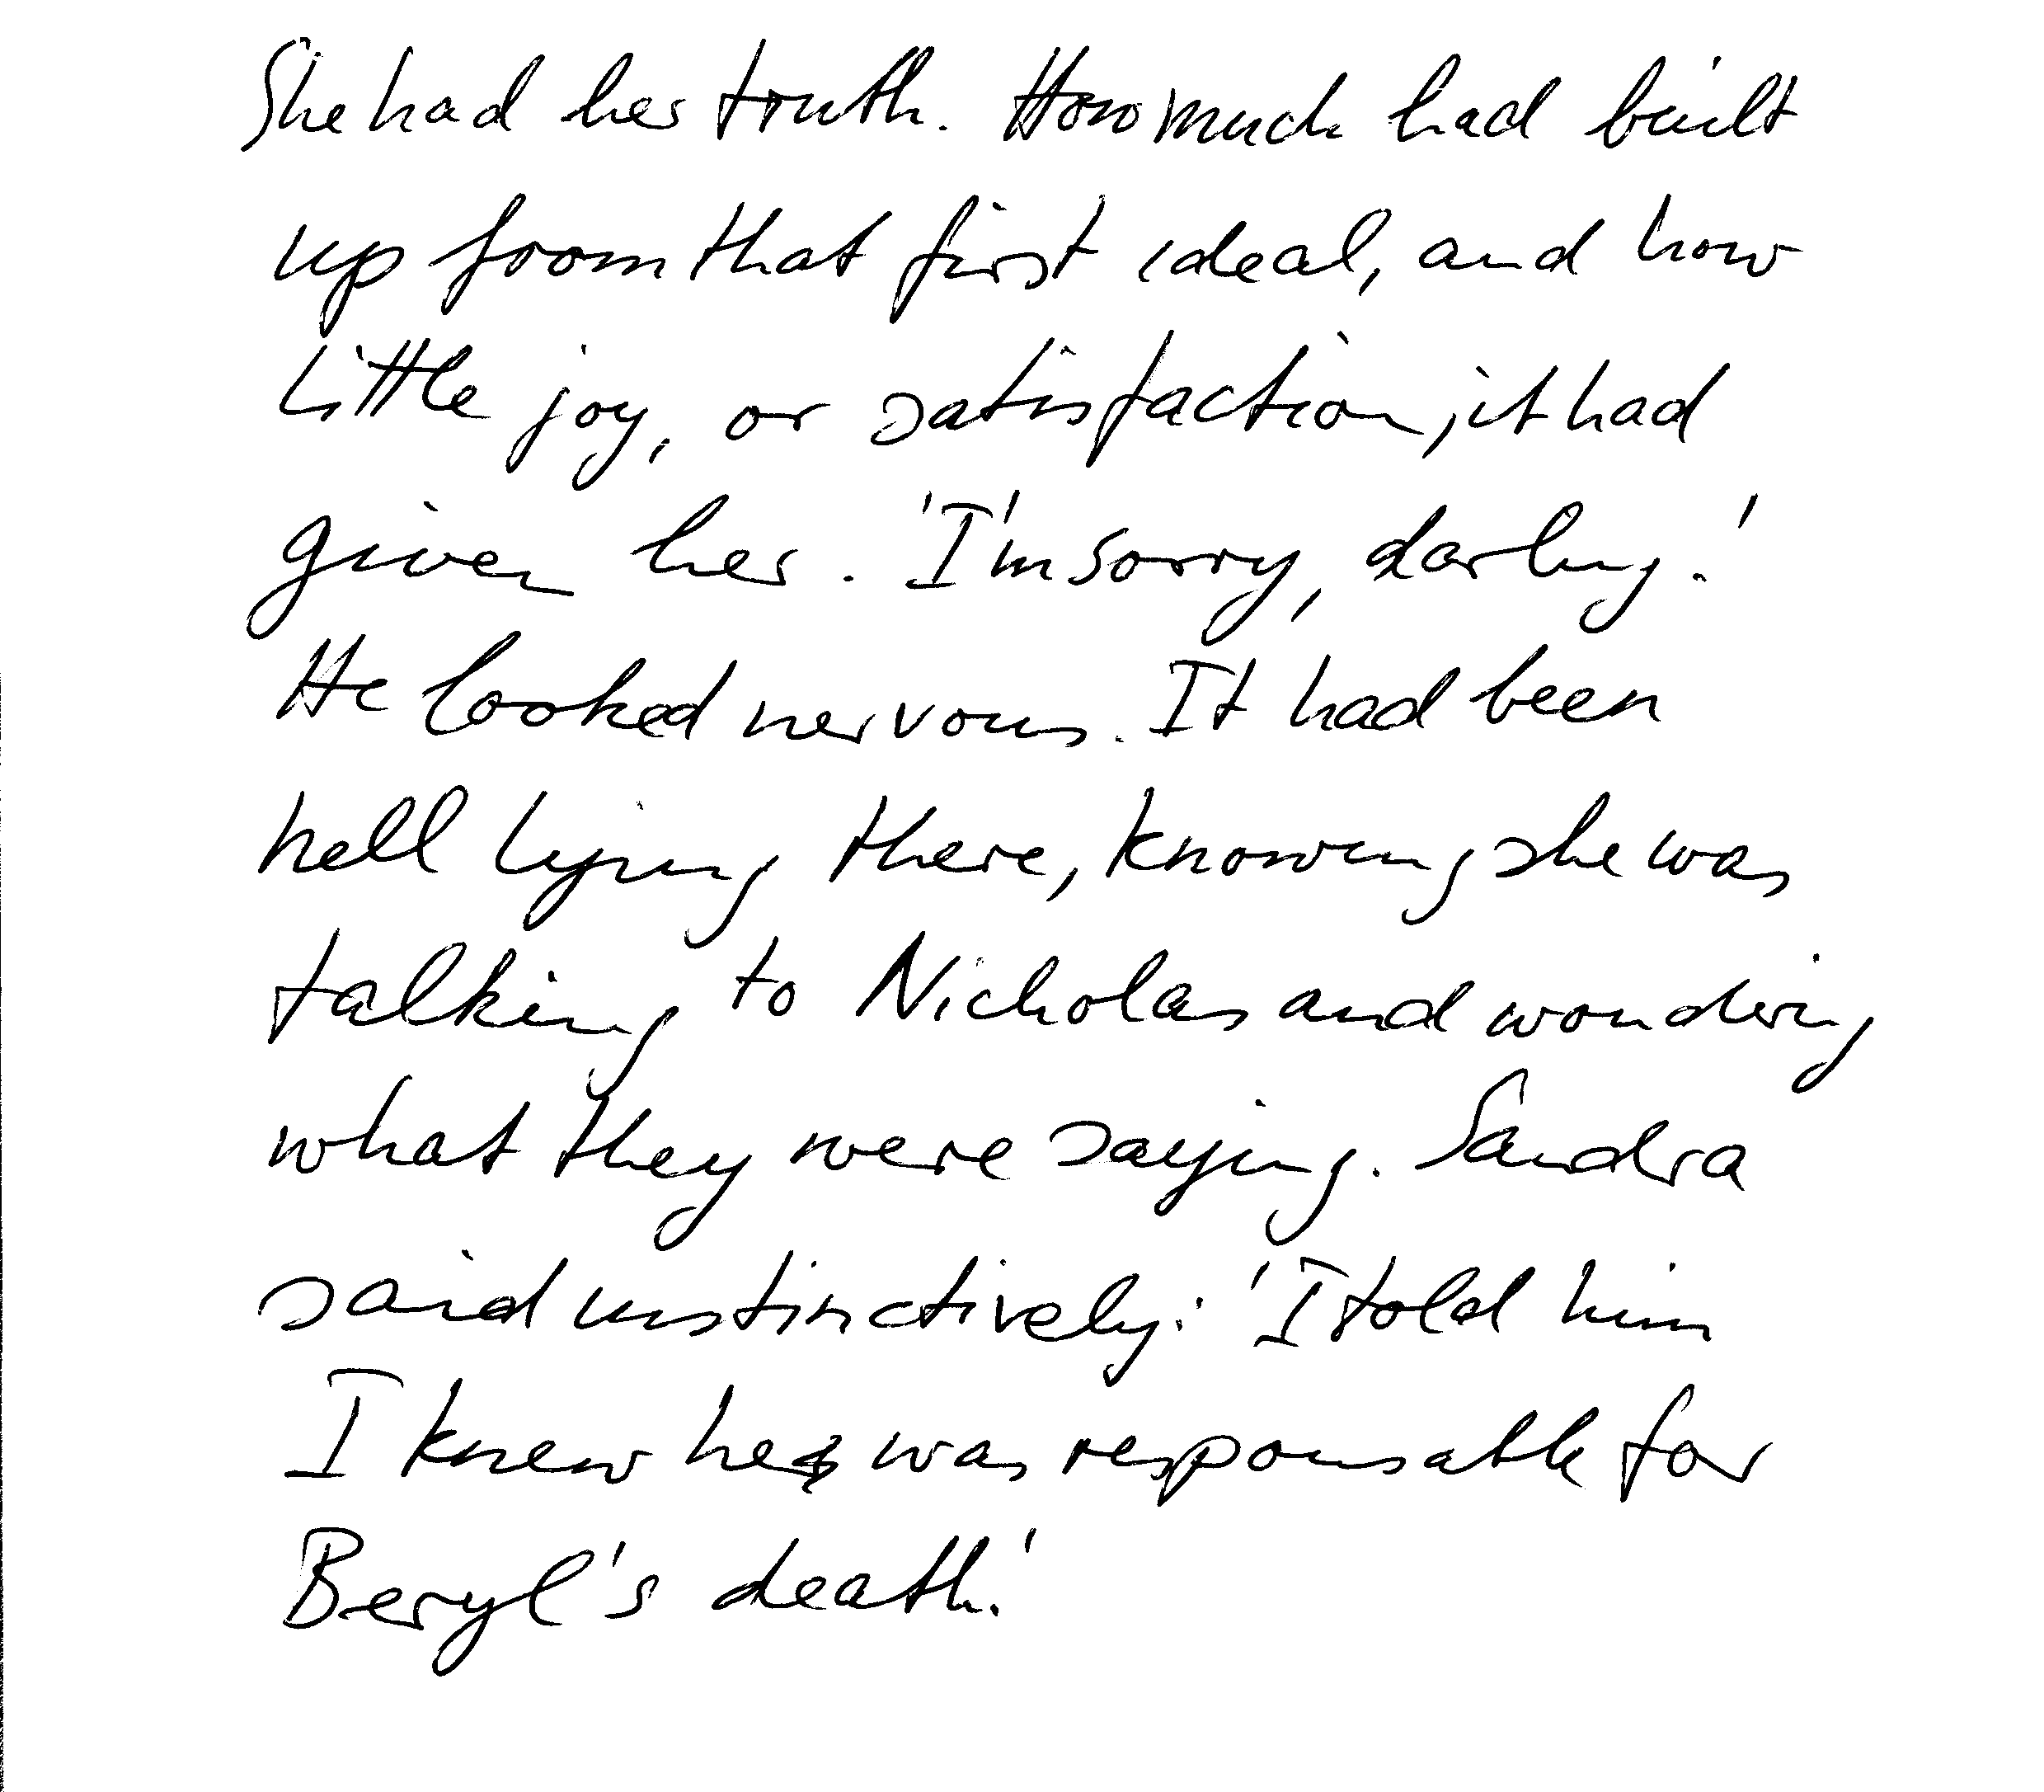 She had her truth. How much had built
up from that first ideal, and how
little joy, or satisfaction, it had
given her. 'I'm sorry, darling.'
He looked nervous. It had been
hell lying there, knowing she was
talking to Nicholas and wondering
what they were saying. Sandra
said instinctively: 'I told him
I knew he was responsable for
Beryl's death.'